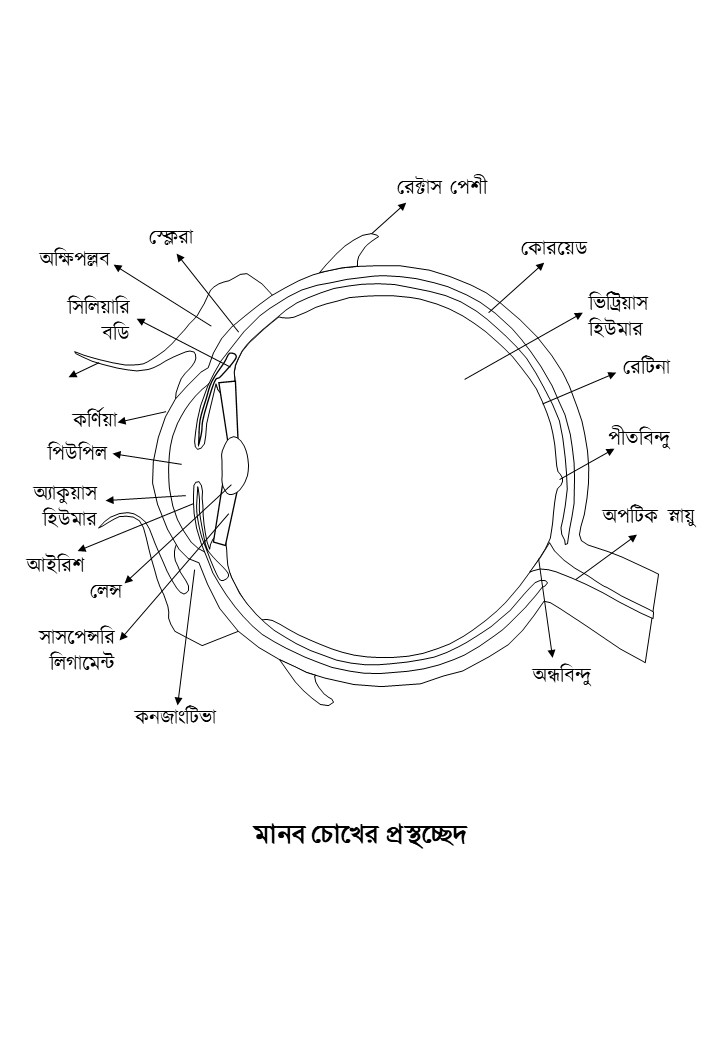 রেক্টাস পেশী
স্ক্লেরা
অক্ষিপল্লব
কোরয়েড
সিলিয়ারি
বডি
ভিট্রিয়াস
হিউমার
রেটিনা
কর্ণিয়া
পিউপিল
পীতবিন্দু
অ্যাকুয়াস
হিউমার
অপটিক স্নায়ু
আইরিশ
লেন্স
সাসপেন্সরি
লিগামেন্ট
অন্ধবিন্দু
কনজাংটিভা
মানব চোখের প্রস্থচ্ছেদ